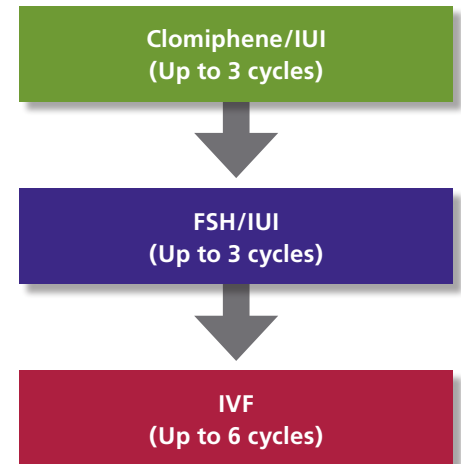 Clomiphene/IUI
(Up to 3 cycles)
FSH/IUI
(Up to 3 cycles)
IVF
(Up to 6 cycles)